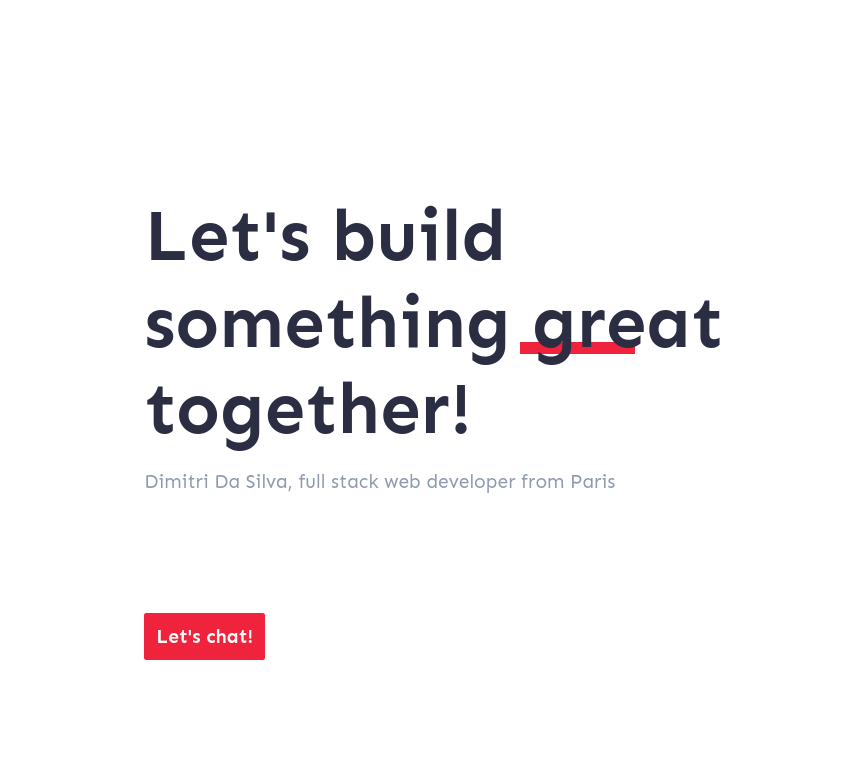 Let's build
something great
together!
Dimitri Da Silva, full stack web developer from Paris
Let's chat!